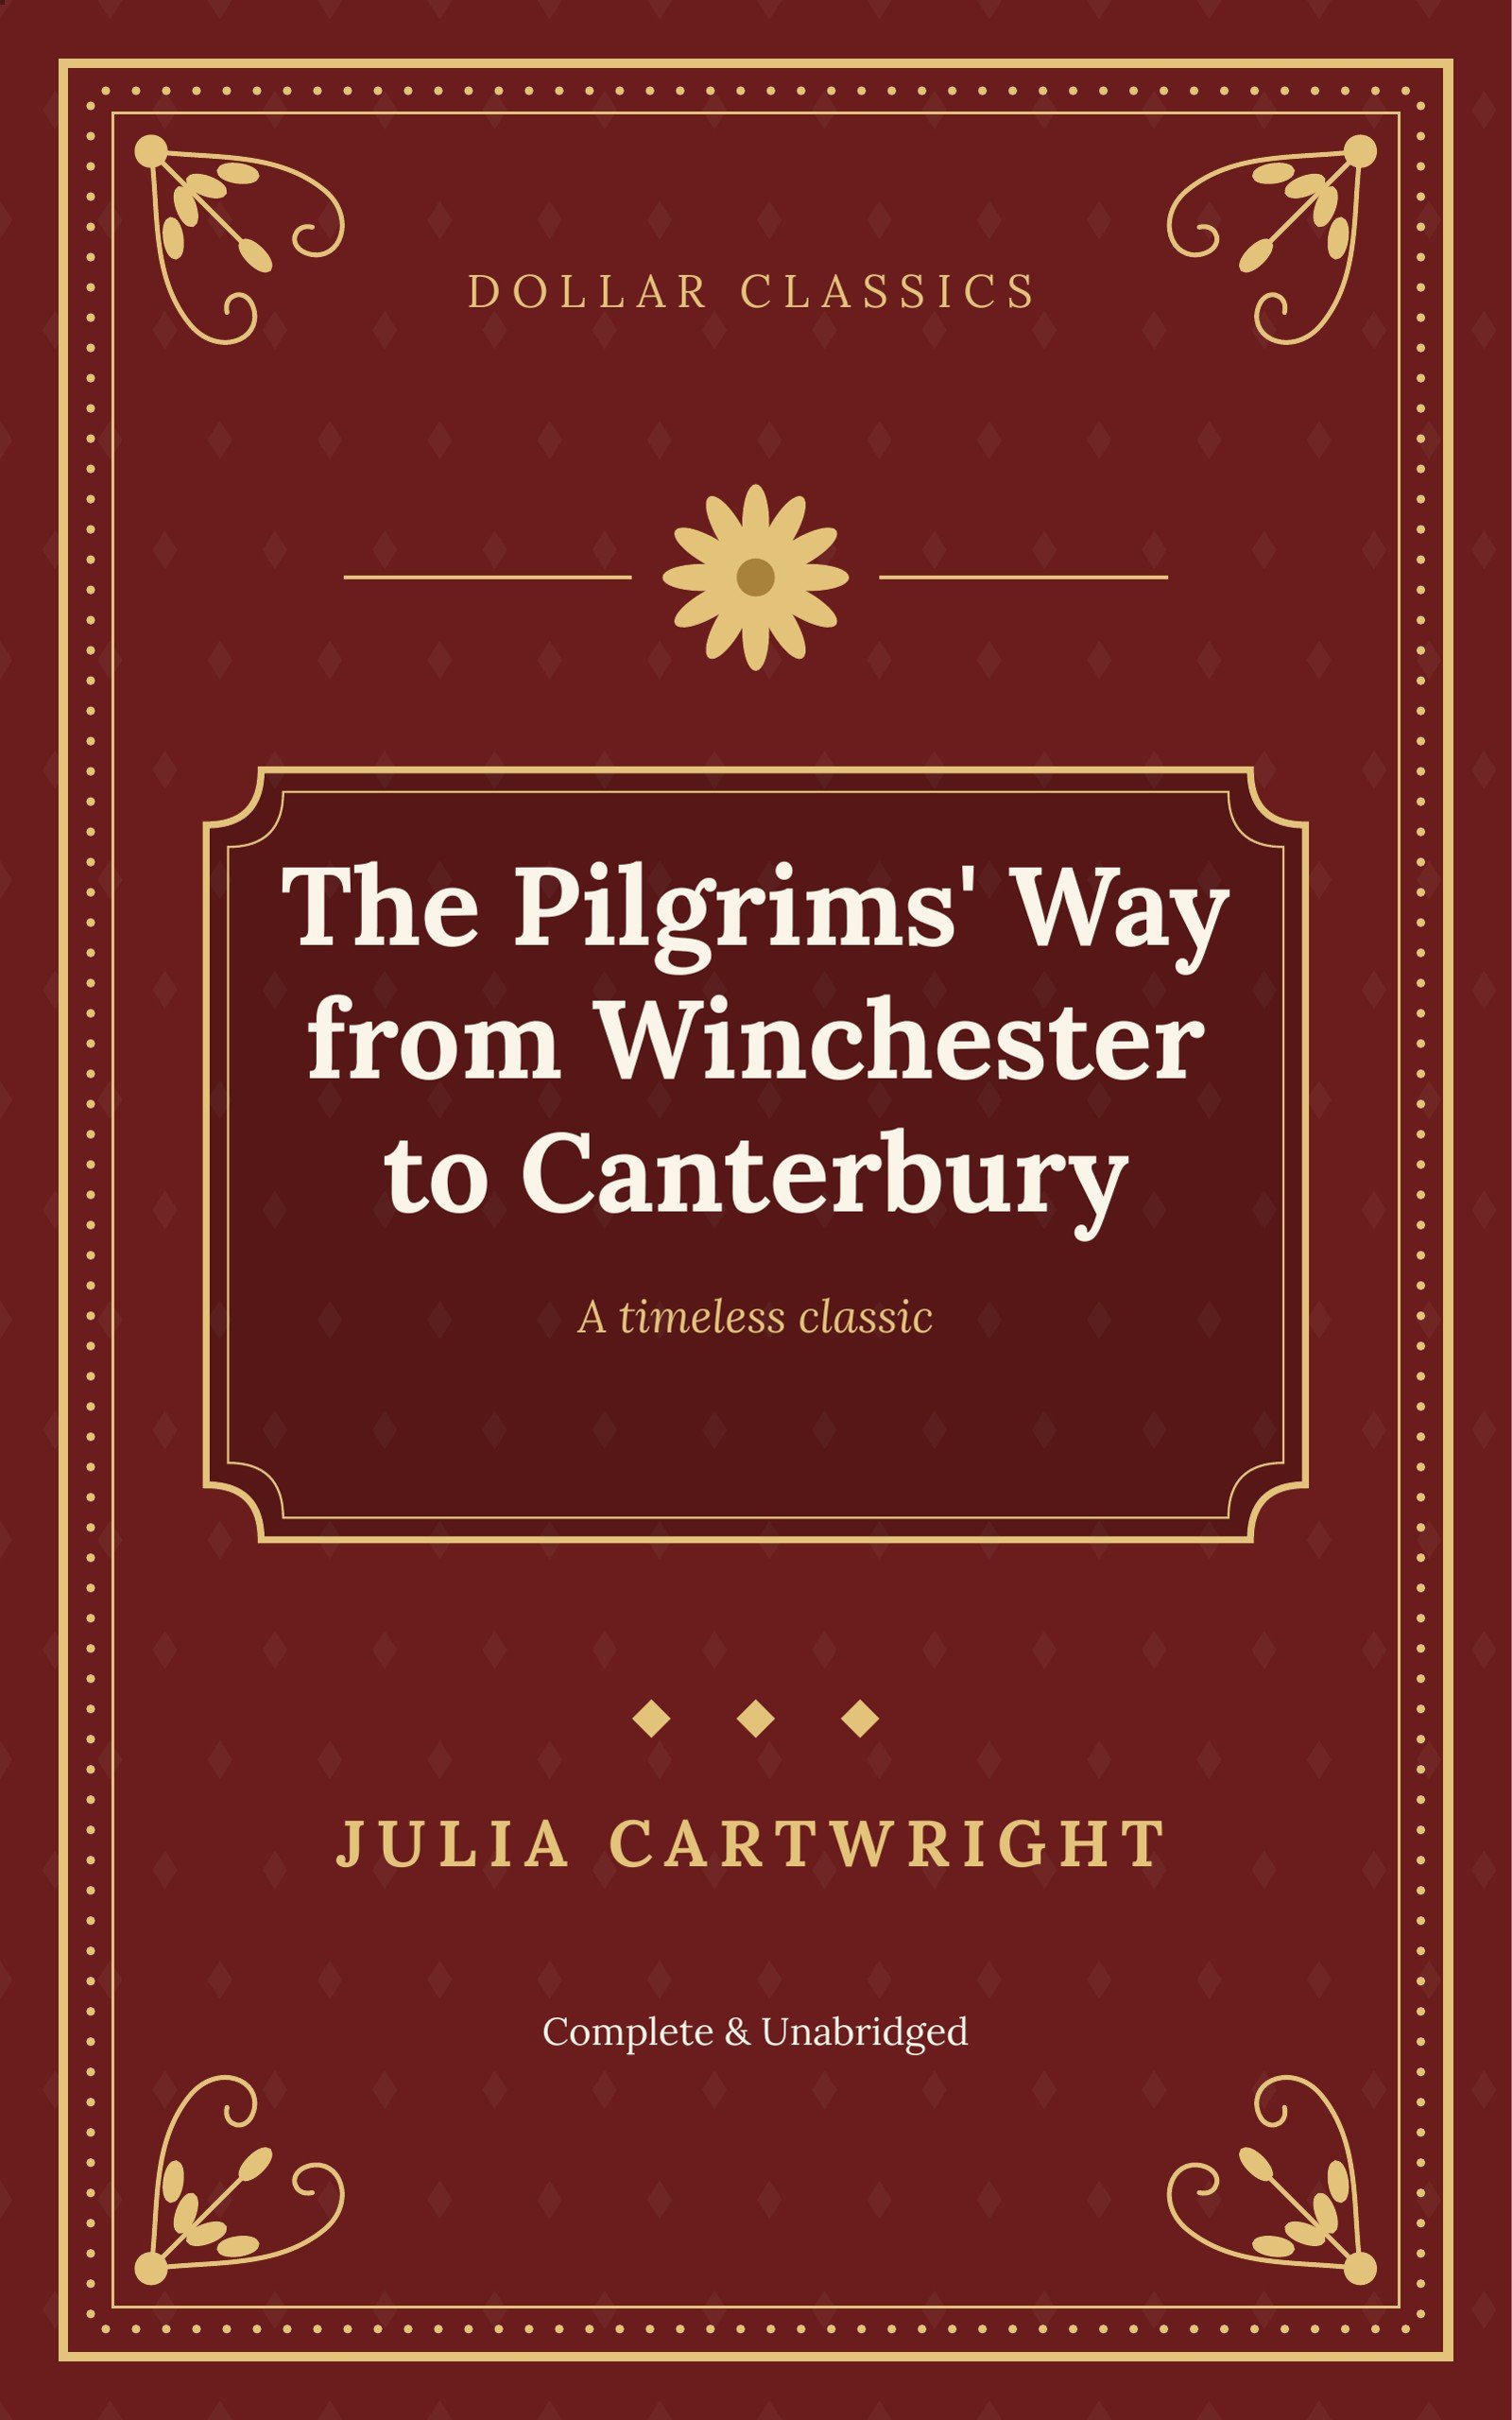 DOLLAR CLASSICS
The Pilgrims' Way
from Winchester
to Canterbury
A timeless classic
JULIA CARTWRIGHT
Complete & Unabridged